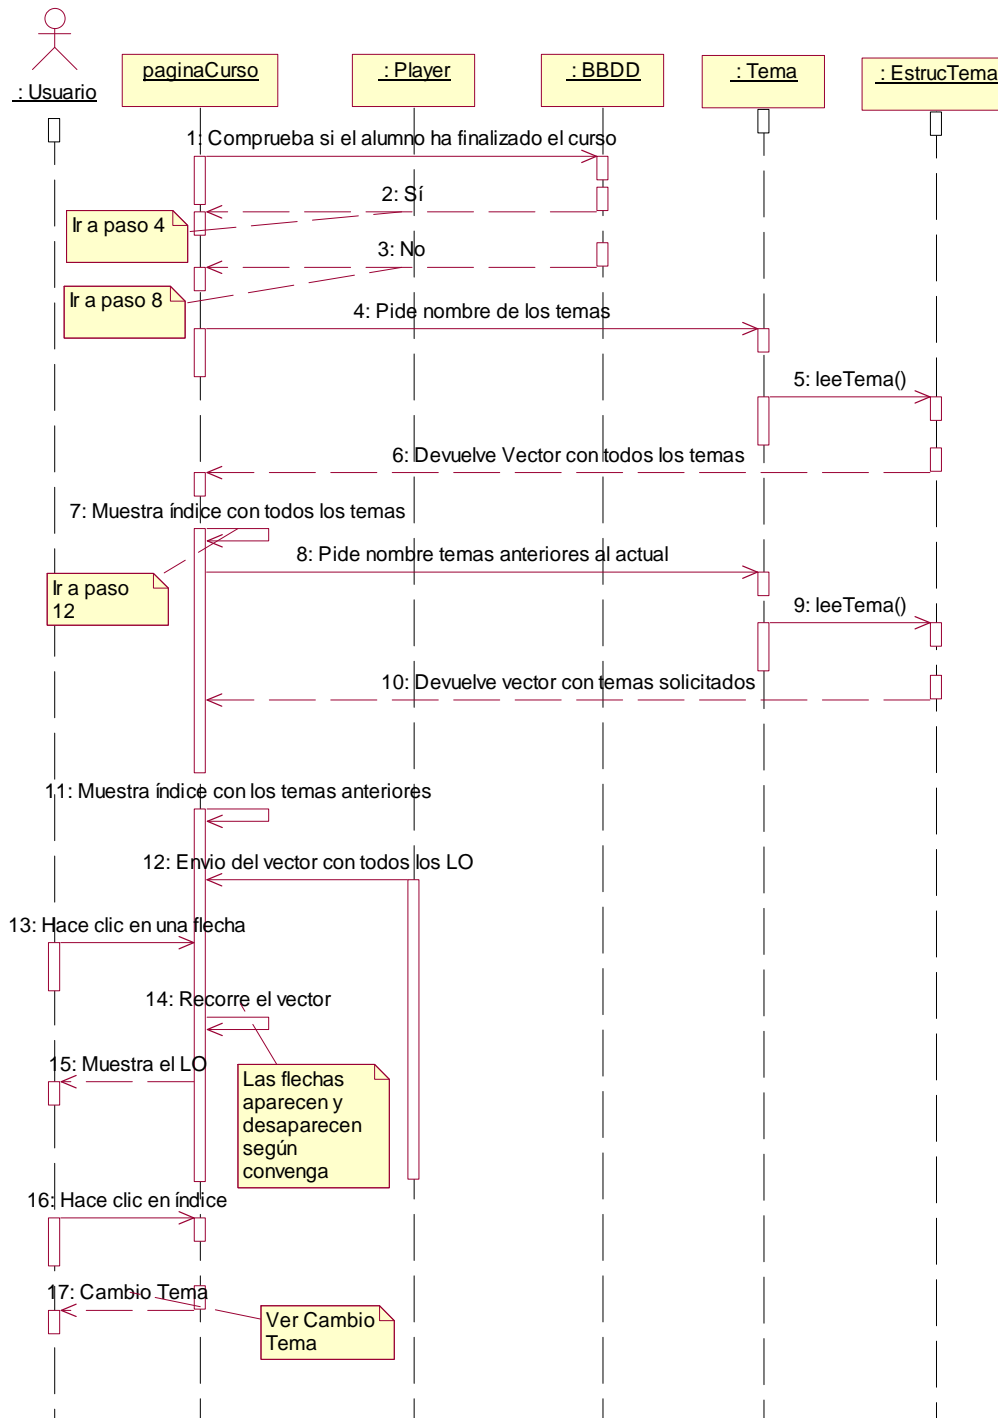 : Usuario
paginaCurso
: Player
: BBDD
: Tema
: EstrucTema
1: Comprueba si el alumno ha finalizado el curso
2: Sí
Ir a paso 4
3: No
Ir a paso 8
4: Pide nombre de los temas
5: leeTema()
6: Devuelve Vector con todos los temas
7: Muestra índice con todos los temas
8: Pide nombre temas anteriores al actual
Ir a paso
12
9: leeTema()
10: Devuelve vector con temas solicitados
11: Muestra índice con los temas anteriores
12: Envio del vector con todos los LO
13: Hace clic en una flecha
14: Recorre el vector
15: Muestra el LO
Las flechas
aparecen y
desaparecen
según
convenga
16: Hace clic en índice
17: Cambio Tema
Ver Cambio
Tema